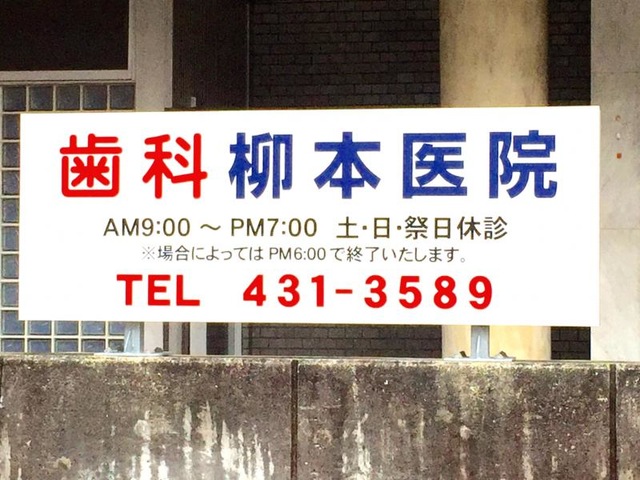 歯科 柳本医院
AM9:00 ～ PM7:00 土・日・祭日休診
※場合によってはPM6:00で終了いたします。
TEL 431-3589